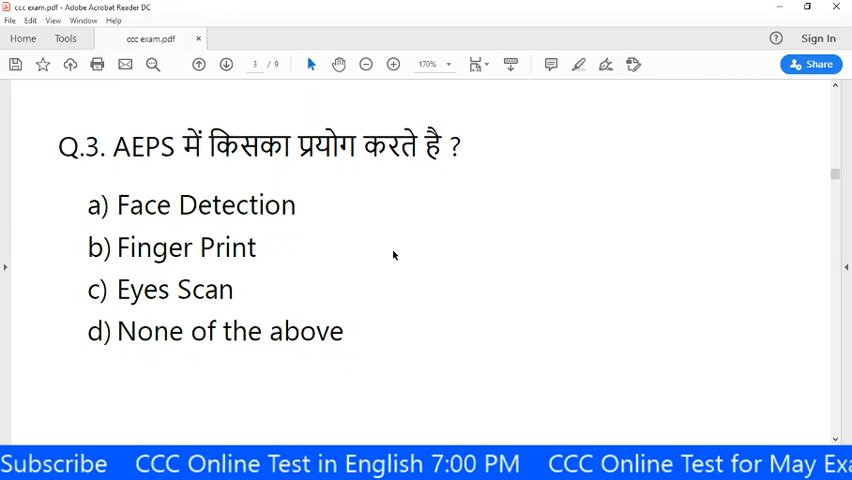 ccc exam.pdf - Adobe Acrobat Reader DC
File Edit View Window Help
Home Tools ccc exam.pdf × Sign In
3 / 9 170% Share
Q.3. AEPS में किसका प्रयोग करते है ?
a) Face Detection
b) Finger Print
c) Eyes Scan
d) None of the above
Subscribe CCC Online Test in English 7:00 PM CCC Online Test for May Exa